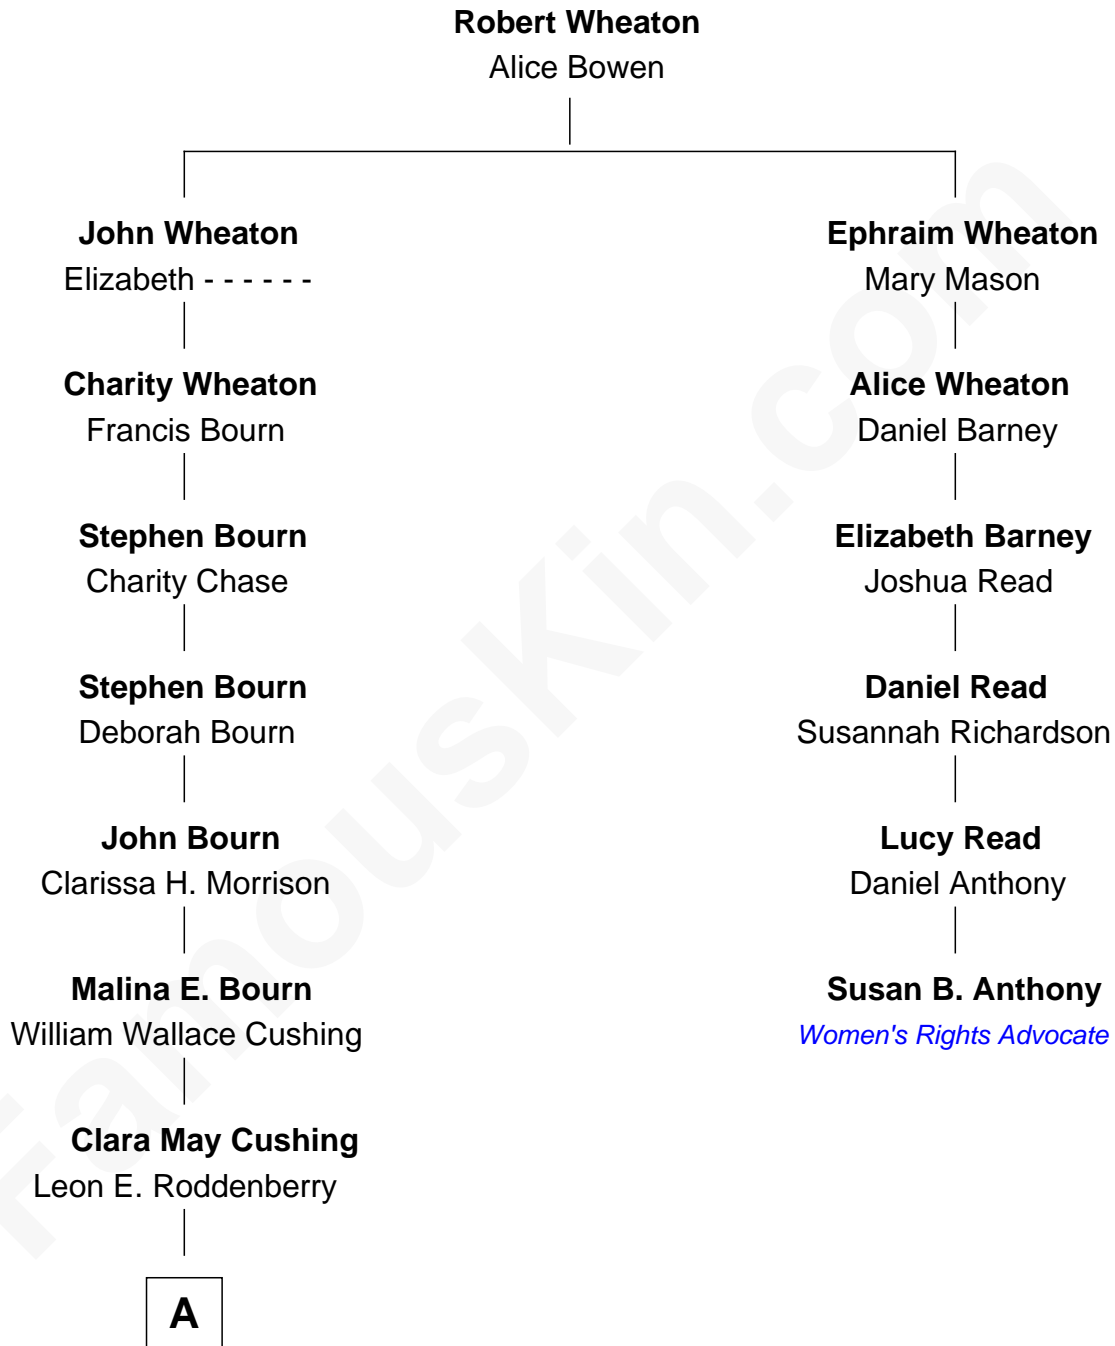 Robert Wheaton
Alice Bowen
John Wheaton
Elizabeth - - - - - -
Charity Wheaton
Francis Bourn
Stephen Bourn
Charity Chase
Stephen Bourn
Deborah Bourn
John Bourn
Clarissa H. Morrison
Malina E. Bourn
William Wallace Cushing
Clara May Cushing
Leon E. Roddenberry
A
Ephraim Wheaton
Mary Mason
Alice Wheaton
Daniel Barney
Elizabeth Barney
Joshua Read
Daniel Read
Susannah Richardson
Lucy Read
Daniel Anthony
Susan B. Anthony
Women's Rights Advocate
FamousKin.com